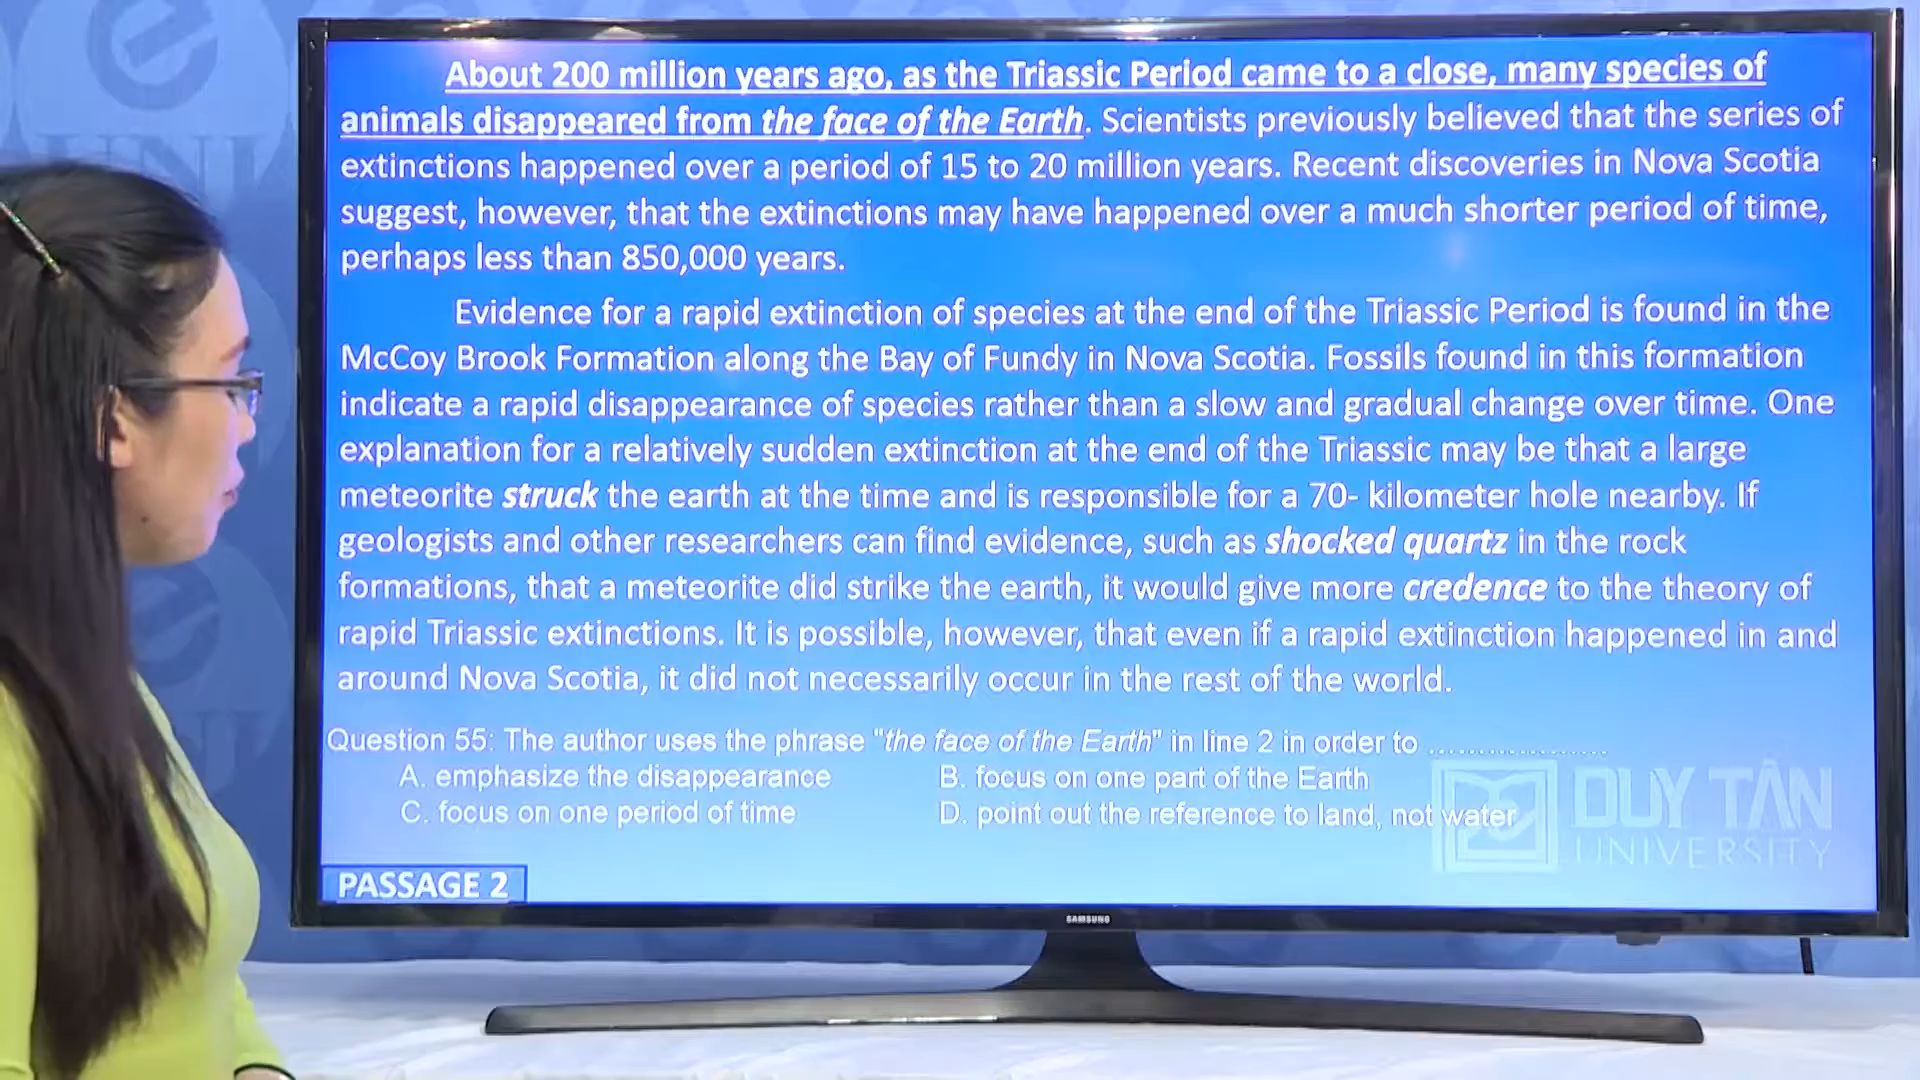 About 200 million years ago, as the Triassic Period came to a close, many species of
animals disappeared from the face of the Earth. Scientists previously believed that the series of
extinctions happened over a period of 15 to 20 million years. Recent discoveries in Nova Scotia
suggest, however, that the extinctions may have happened over a much shorter period of time,
perhaps less than 850,000 years.
Evidence for a rapid extinction of species at the end of the Triassic Period is found in the
McCoy Brook Formation along the Bay of Fundy in Nova Scotia. Fossils found in this formation
indicate a rapid disappearance of species rather than a slow and gradual change over time. One
explanation for a relatively sudden extinction at the end of the Triassic may be that a large
meteorite struck the earth at the time and is responsible for a 70- kilometer hole nearby. If
geologists and other researchers can find evidence, such as shocked quartz in the rock
formations, that a meteorite did strike the earth, it would give more credence to the theory of
rapid Triassic extinctions. It is possible, however, that even if a rapid extinction happened in and
around Nova Scotia, it did not necessarily occur in the rest of the world.
Question 55: The author uses the phrase "the face of the Earth" in line 2 in order to ....................
A. emphasize the disappearance B. focus on one part of the Earth
C. focus on one period of time D. point out the reference to land, not water
DUY TÂN
UNIVERSITY
PASSAGE 2
SAMSUNG